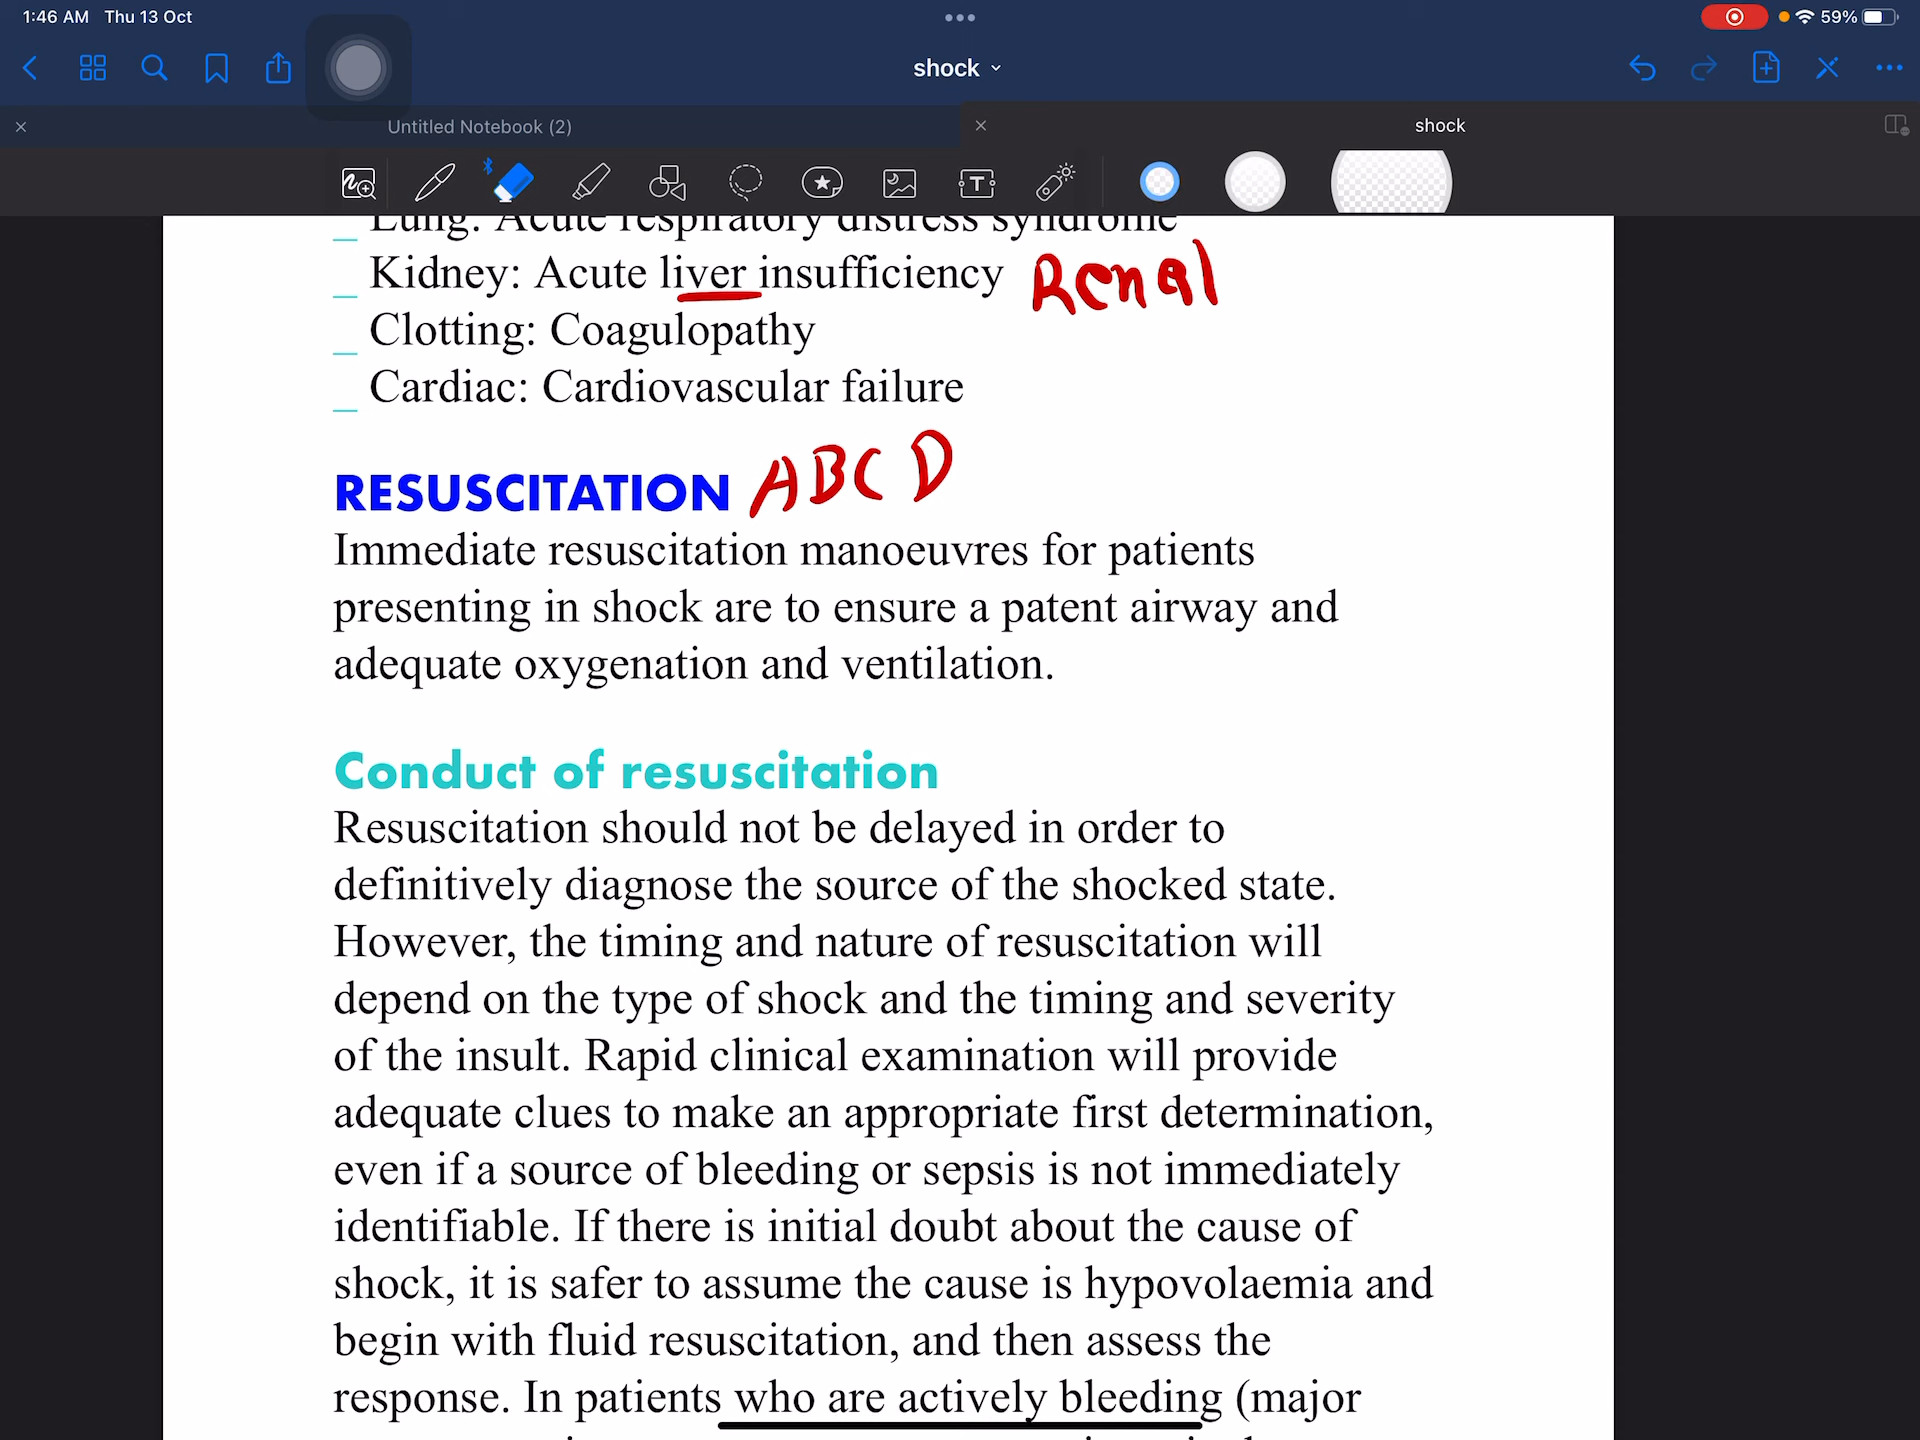 1:46 AM Thu 13 Oct
59%
shock
Untitled Notebook (2)
shock
_ Lung: Acute respiratory distress syndrome
_ Kidney: Acute liver insufficiency Renal
_ Clotting: Coagulopathy
_ Cardiac: Cardiovascular failure
RESUSCITATION ABCD
Immediate resuscitation manoeuvres for patients
presenting in shock are to ensure a patent airway and
adequate oxygenation and ventilation.
Conduct of resuscitation
Resuscitation should not be delayed in order to
definitively diagnose the source of the shocked state.
However, the timing and nature of resuscitation will
depend on the type of shock and the timing and severity
of the insult. Rapid clinical examination will provide
adequate clues to make an appropriate first determination,
even if a source of bleeding or sepsis is not immediately
identifiable. If there is initial doubt about the cause of
shock, it is safer to assume the cause is hypovolaemia and
begin with fluid resuscitation, and then assess the
response. In patients who are actively bleeding (major